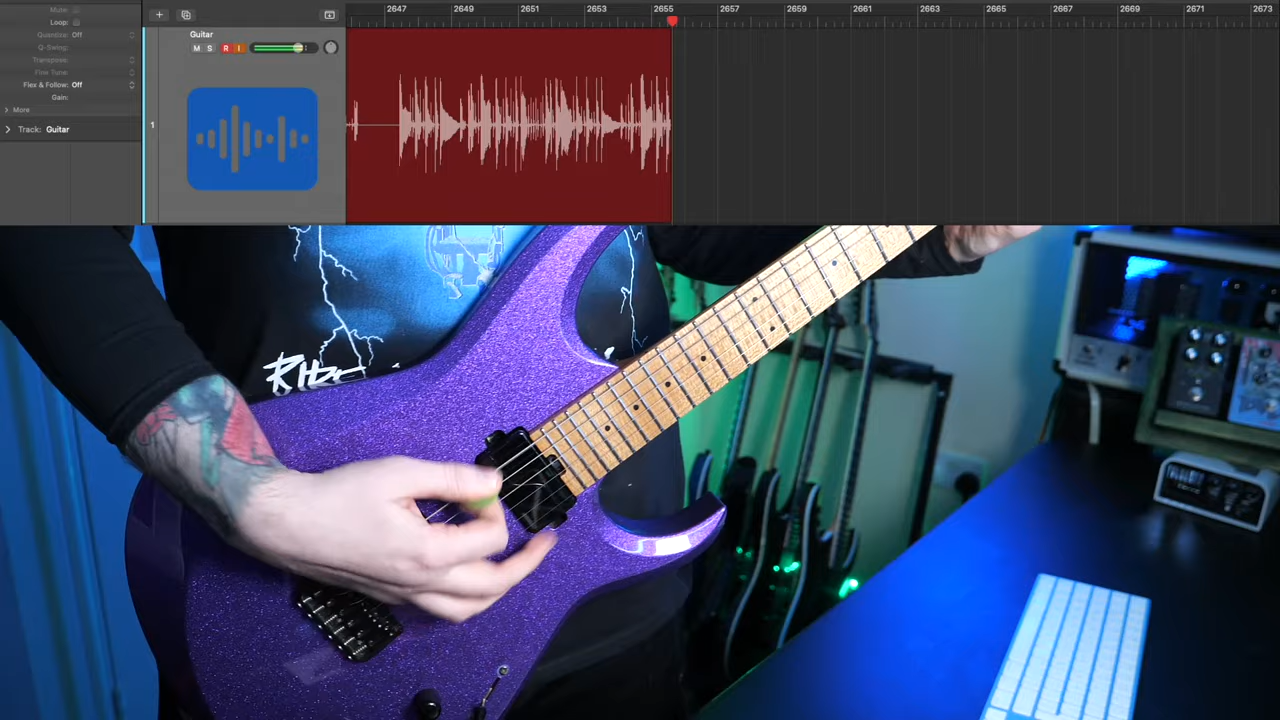 Mute:
Loop:
Quantize: Off
Q-Swing:
Transpose:
Fine Tune:
Flex & Follow: Off
Gain:
More
Track: Guitar
2647 2649 2651 2653 2655 2657 2659 2661 2663 2665 2667 2669 2671 2673
Guitar
M S R I
1